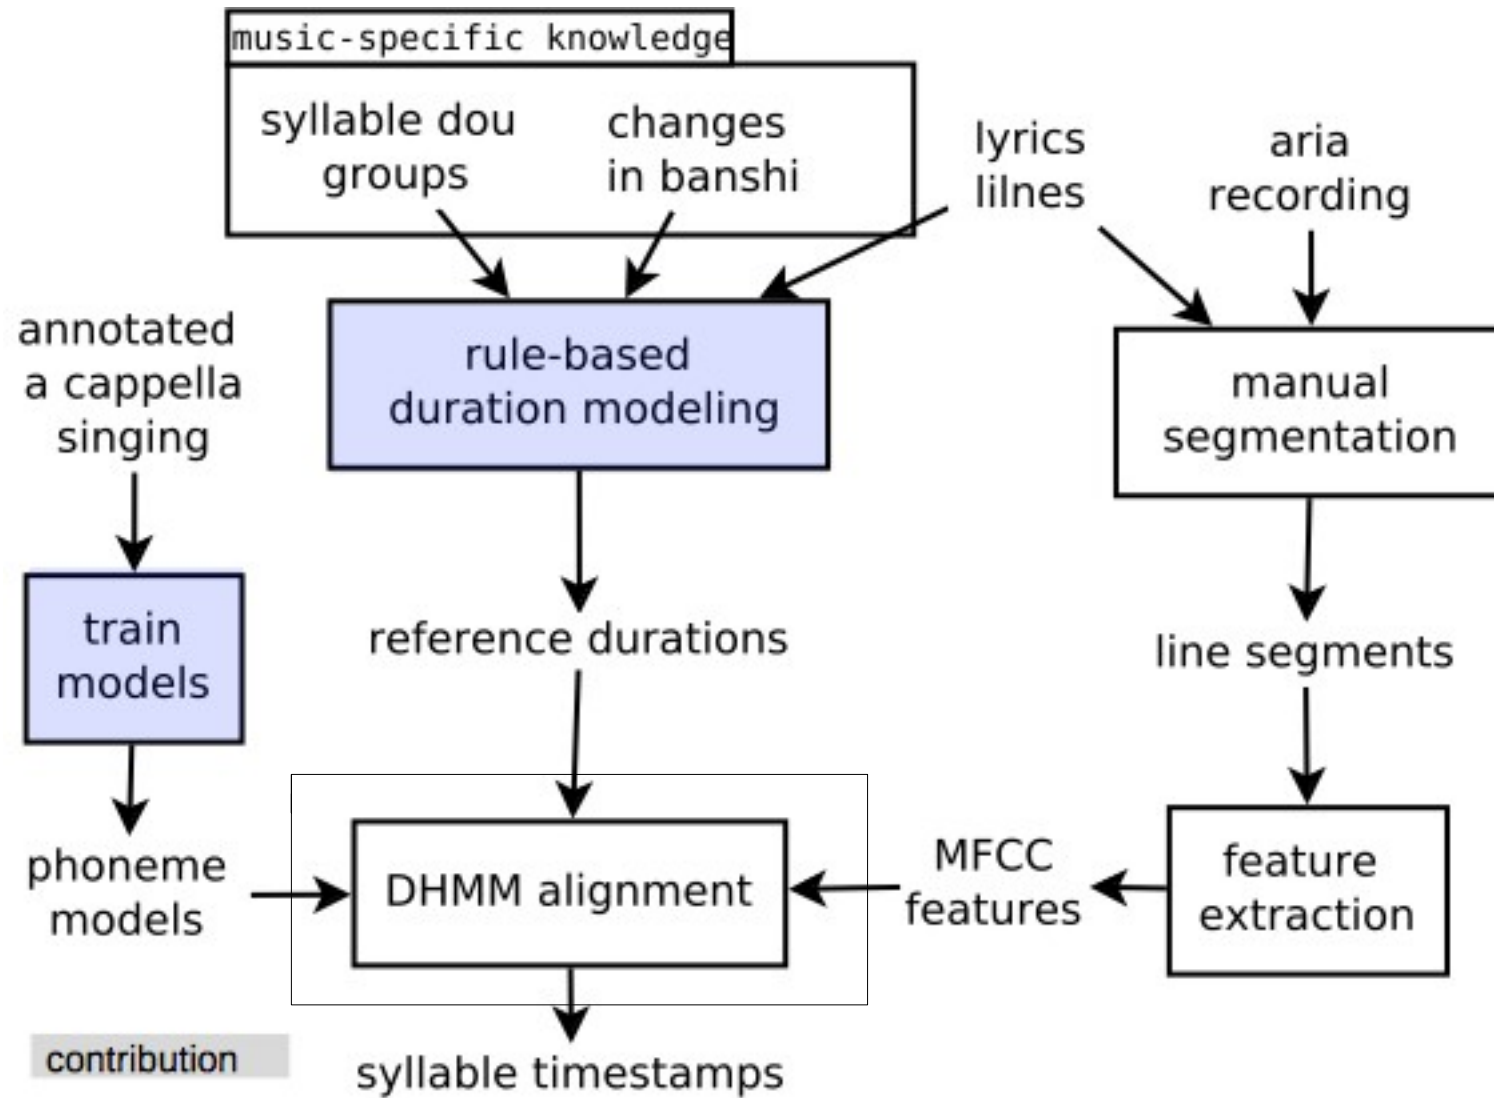 music-specific knowledge
syllable dou
groups
changes
in banshi
lyrics
lilnes
aria
recording
annotated
a cappella
singing
rule-based
duration modeling
manual
segmentation
train
models
reference durations
line segments
phoneme
models
DHMM alignment
MFCC
features
feature
extraction
contribution
syllable timestamps